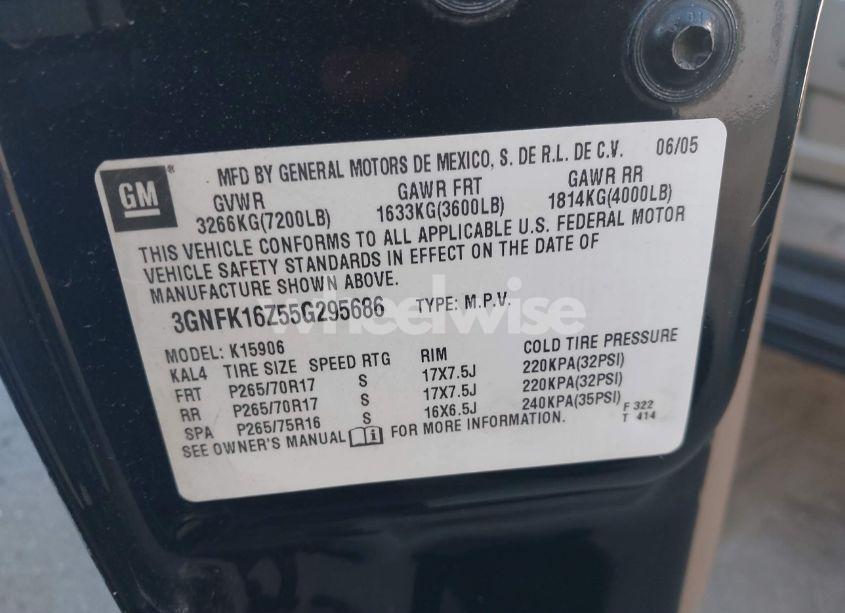 GM
MFD BY GENERAL MOTORS DE MEXICO, S. DE R.L. DE C.V. 06/05
GVWR GAWR FRT GAWR RR
3266KG(7200LB) 1633KG(3600LB) 1814KG(4000LB)
THIS VEHICLE CONFORMS TO ALL APPLICABLE U.S. FEDERAL MOTOR
VEHICLE SAFETY STANDARDS IN EFFECT ON THE DATE OF
MANUFACTURE SHOWN ABOVE.
3GNFK16Z55G295686 TYPE: M.P.V.
wheelwise
MODEL: K15906
KAL4 TIRE SIZE SPEED RTG RIM COLD TIRE PRESSURE
FRT P265/70R17 S 17X7.5J 220KPA(32PSI)
RR P265/70R17 S 17X7.5J 220KPA(32PSI)
SPA P265/75R16 S 16X6.5J 240KPA(35PSI)
SEE OWNER'S MANUAL FOR MORE INFORMATION.
F 322
T 414